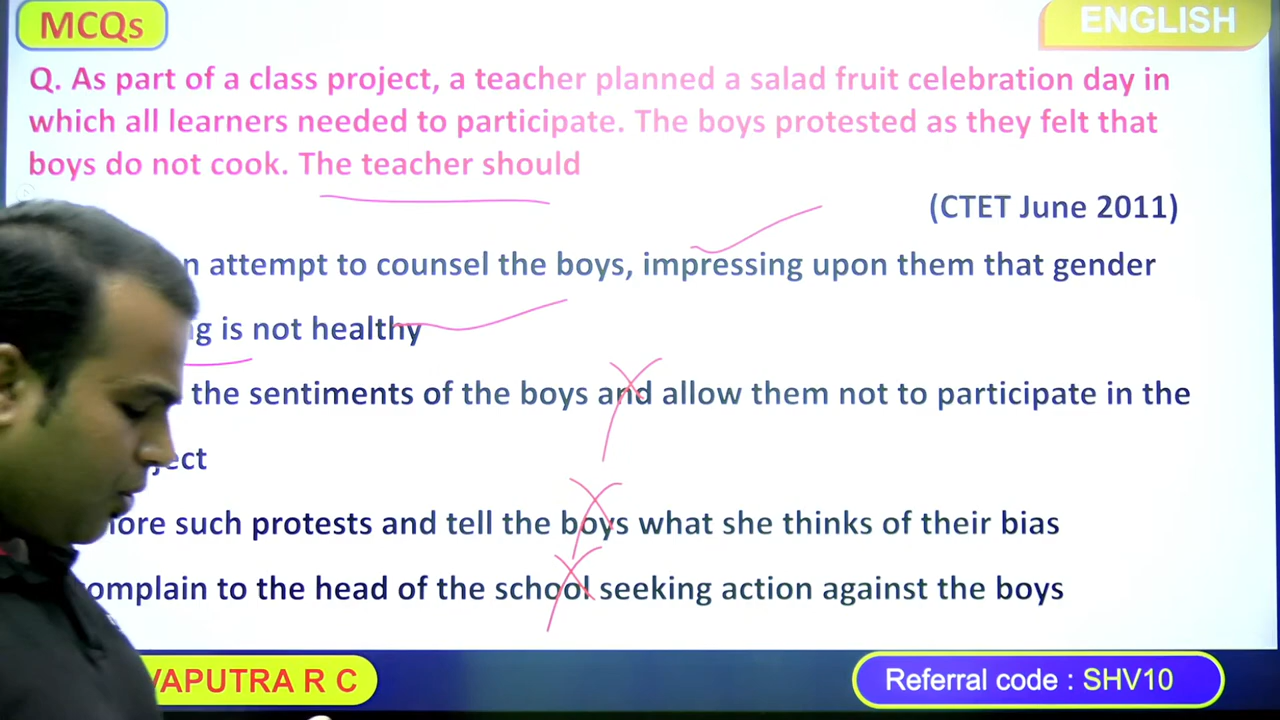 MCQs
ENGLISH
Q. As part of a class project, a teacher planned a salad fruit celebration day in
which all learners needed to participate. The boys protested as they felt that
boys do not cook. The teacher should
(CTET June 2011)
attempt to counsel the boys, impressing upon them that gender
is not healthy
the sentiments of the boys and allow them not to participate in the
such protests and tell the boys what she thinks of their bias
omplain to the head of the school seeking action against the boys
VAPUTRA R C
Referral code : SHV10